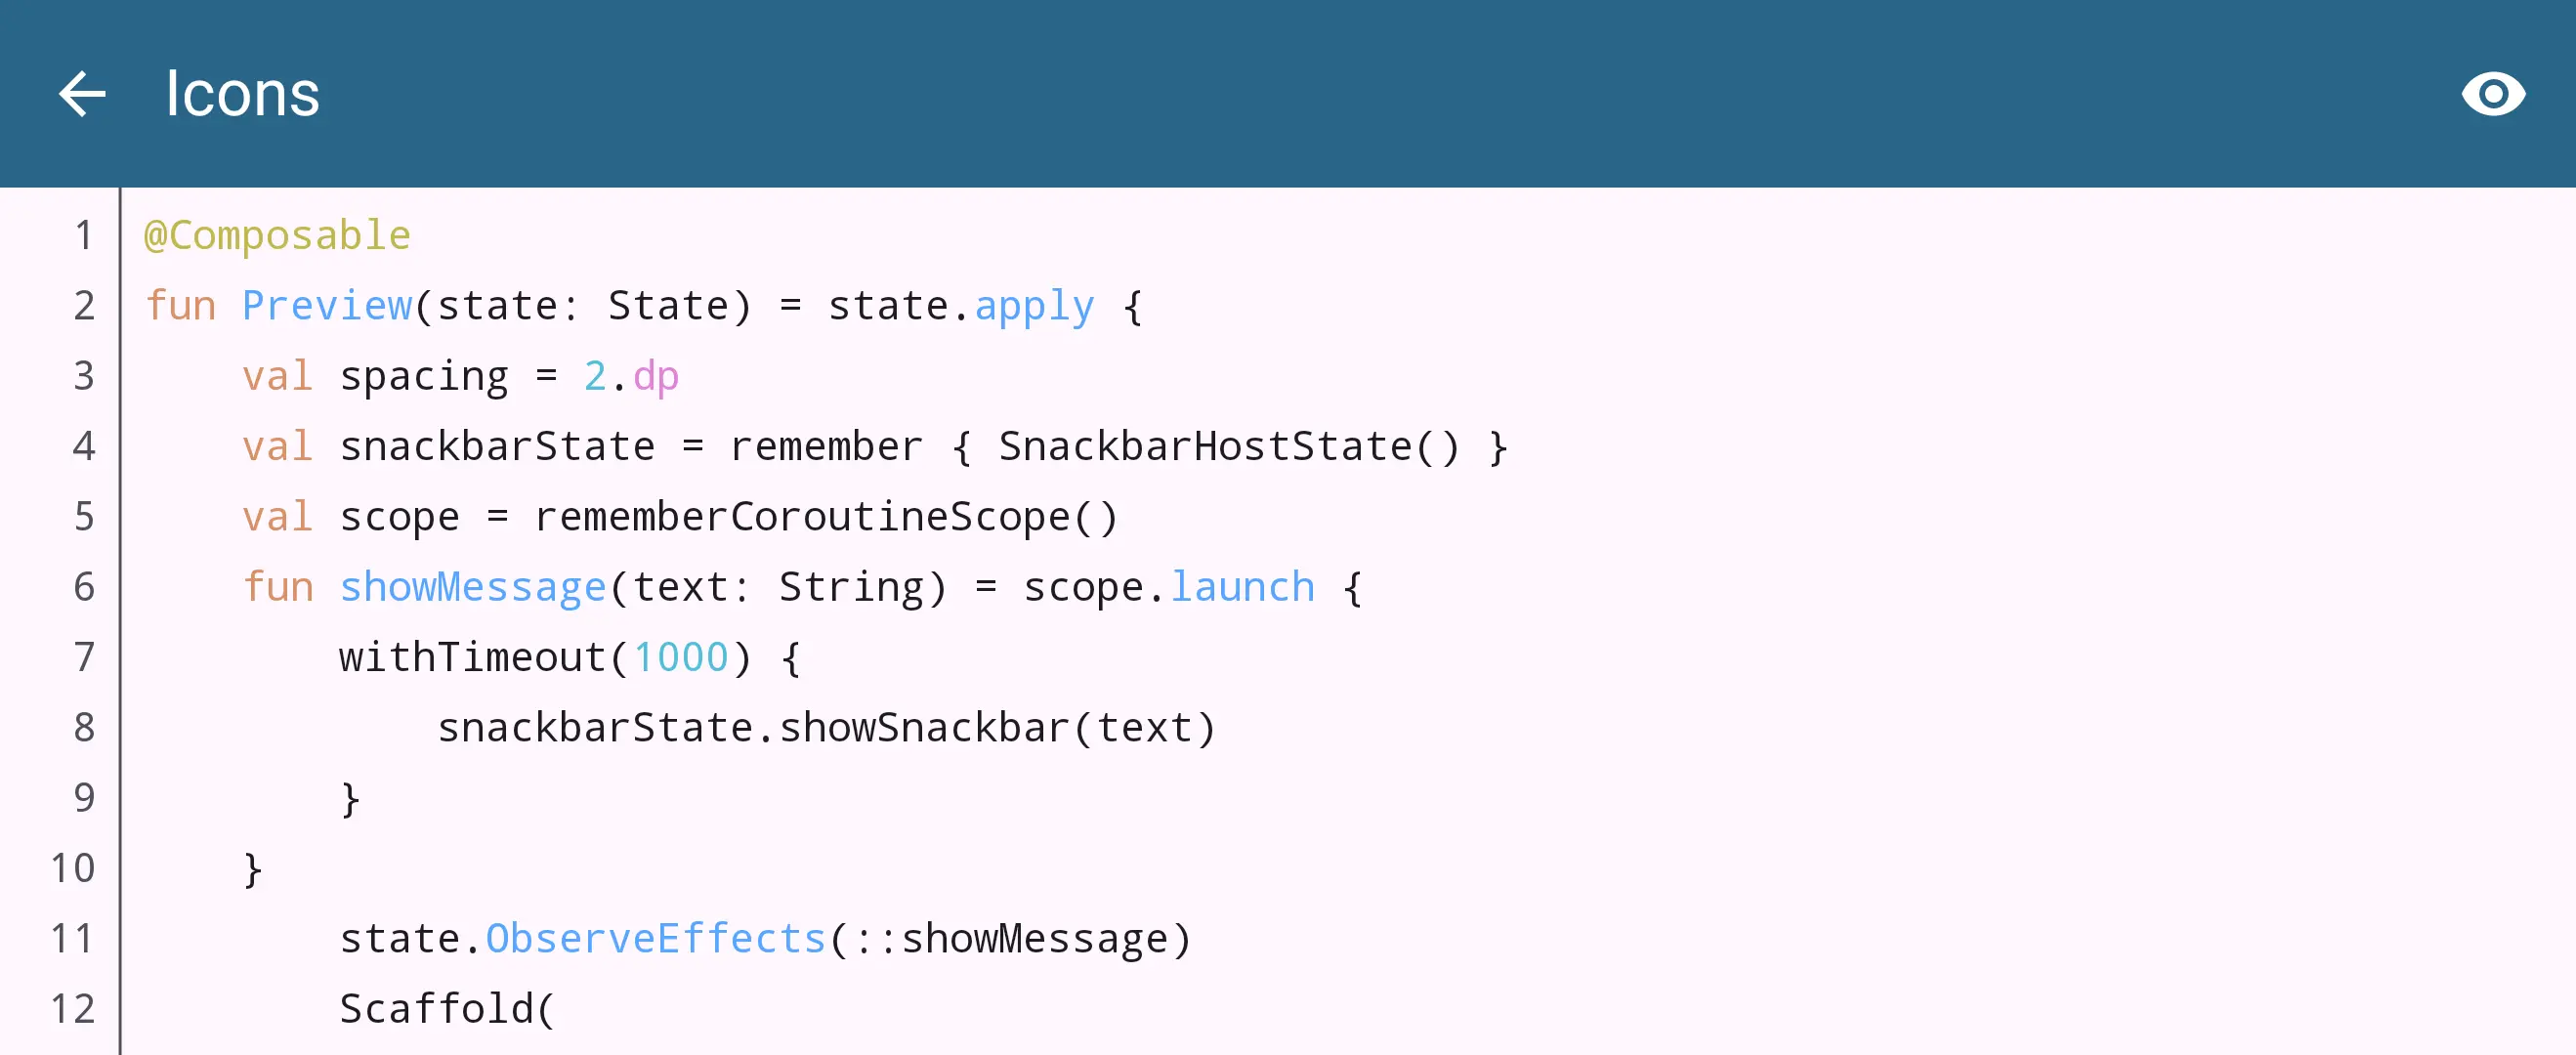 Icons
1 @Composable
2 fun Preview(state: State) = state.apply {
3     val spacing = 2.dp
4     val snackbarState = remember { SnackbarHostState() }
5     val scope = rememberCoroutineScope()
6     fun showMessage(text: String) = scope.launch {
7         withTimeout(1000) {
8             snackbarState.showSnackbar(text)
9         }
10     }
11         state.ObserveEffects(::showMessage)
12         Scaffold(